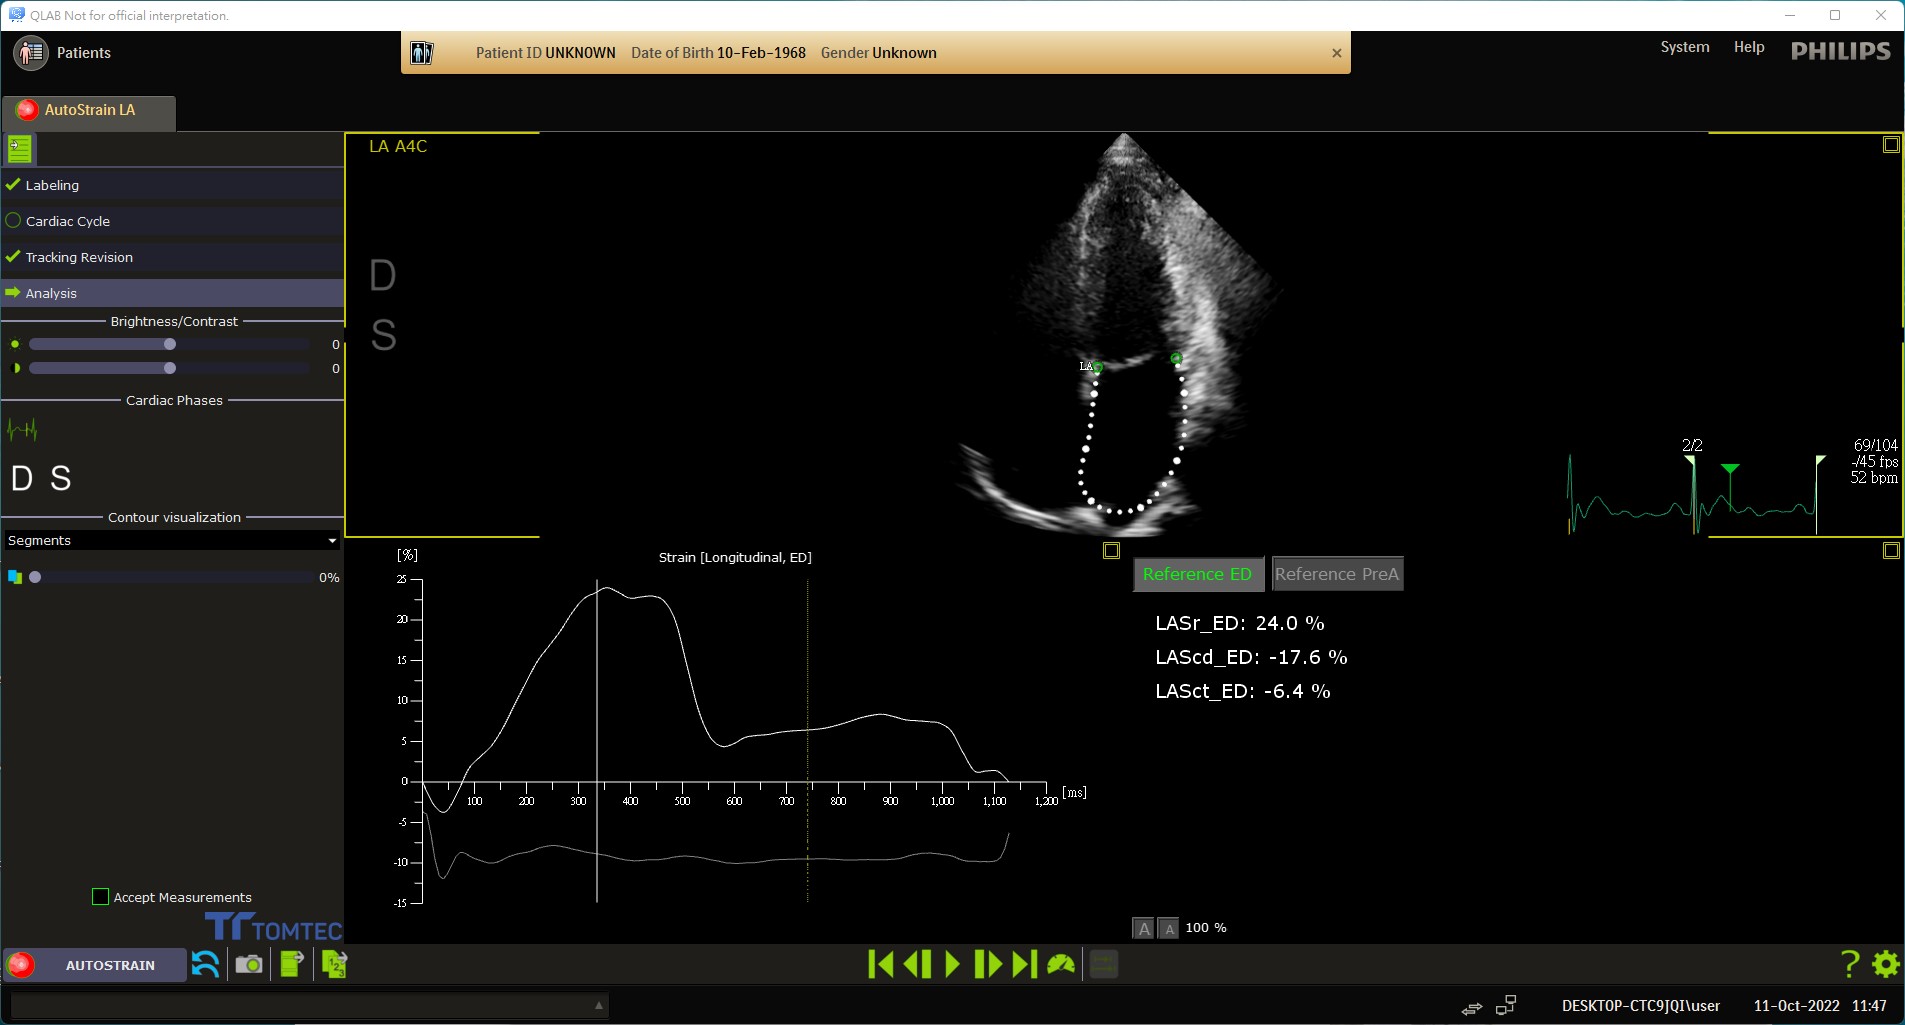 QLAB Not for official interpretation.
Patients
Patient ID UNKNOWN Date of Birth 10-Feb-1968 Gender Unknown
System Help PHILIPS
AutoStrain LA
Labeling
Cardiac Cycle
Tracking Revision
Analysis
Brightness/Contrast
0
0
Cardiac Phases
D S
Contour visualization
Segments
0%
Accept Measurements
TOMTEC
LA A4C
D
S
LA
2/2
69/104
-/45 fps
52 bpm
[%]
Strain [Longitudinal, ED]
25
20
15
10
5
0
-5
-10
-15
100 200 300 400 500 600 700 800 900 1,000 1,100 1,200 [ms]
Reference ED Reference PreA
LASr_ED: 24.0 %
LAScd_ED: -17.6 %
LASct_ED: -6.4 %
A A 100 %
AUTOSTRAIN
1 2 3
?
DESKTOP-CTC9JQI\user 11-Oct-2022 11:47